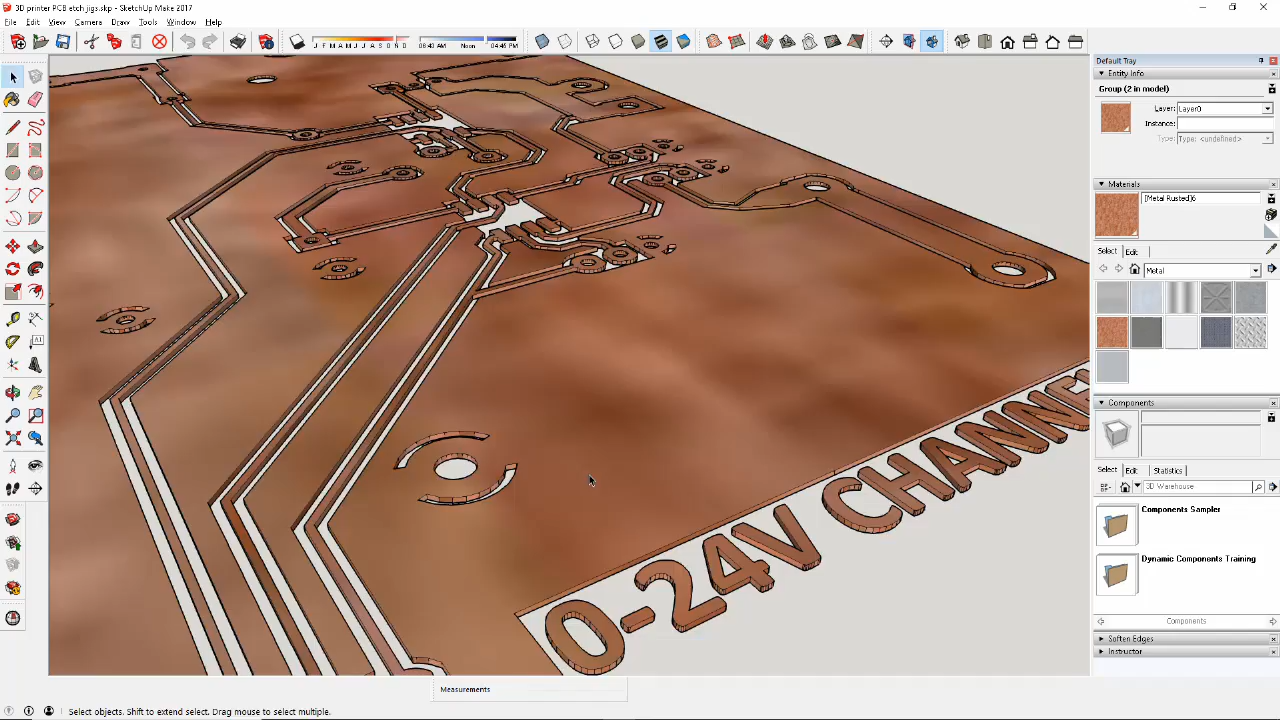 3D printer PCB etch jigs.skp - SketchUp Make 2017
File Edit View Camera Draw Tools Window Help
J F M A M J J A S O N D
08:43 AM Noon 04:46 PM
Default Tray
Entity Info
Group (2 in model)
Layer: Layer0
Instance:
Type: Type: <undefined>
Materials
[Metal Rusted]6
Select Edit
Metal
Components
Select Edit Statistics
3D Warehouse
Components Sampler
Dynamic Components Training
Components
Soften Edges
Instructor
0-24V CHANNE
Measurements
Select objects. Shift to extend select. Drag mouse to select multiple.